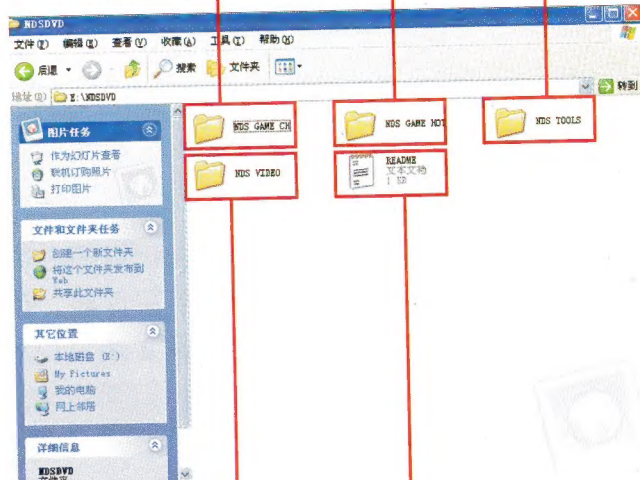 NDSDVD
文件(F) 编辑(E) 查看(V) 收藏(A) 工具(T) 帮助(H)
后退 搜索 文件夹
地址(D) E:\NDSDVD 转到
图片任务
作为幻灯片查看
联机订购照片
打印图片
文件和文件夹任务
创建一个新文件夹
将这个文件夹发布到
Web
共享此文件夹
其它位置
本地磁盘 (E:)
My Pictures
我的电脑
网上邻居
详细信息
NDSDVD
文件夹
NDS GAME CH
NDS GAME HOT
NDS TOOLS
NDS VIDEO
README
文本文档
1 KB